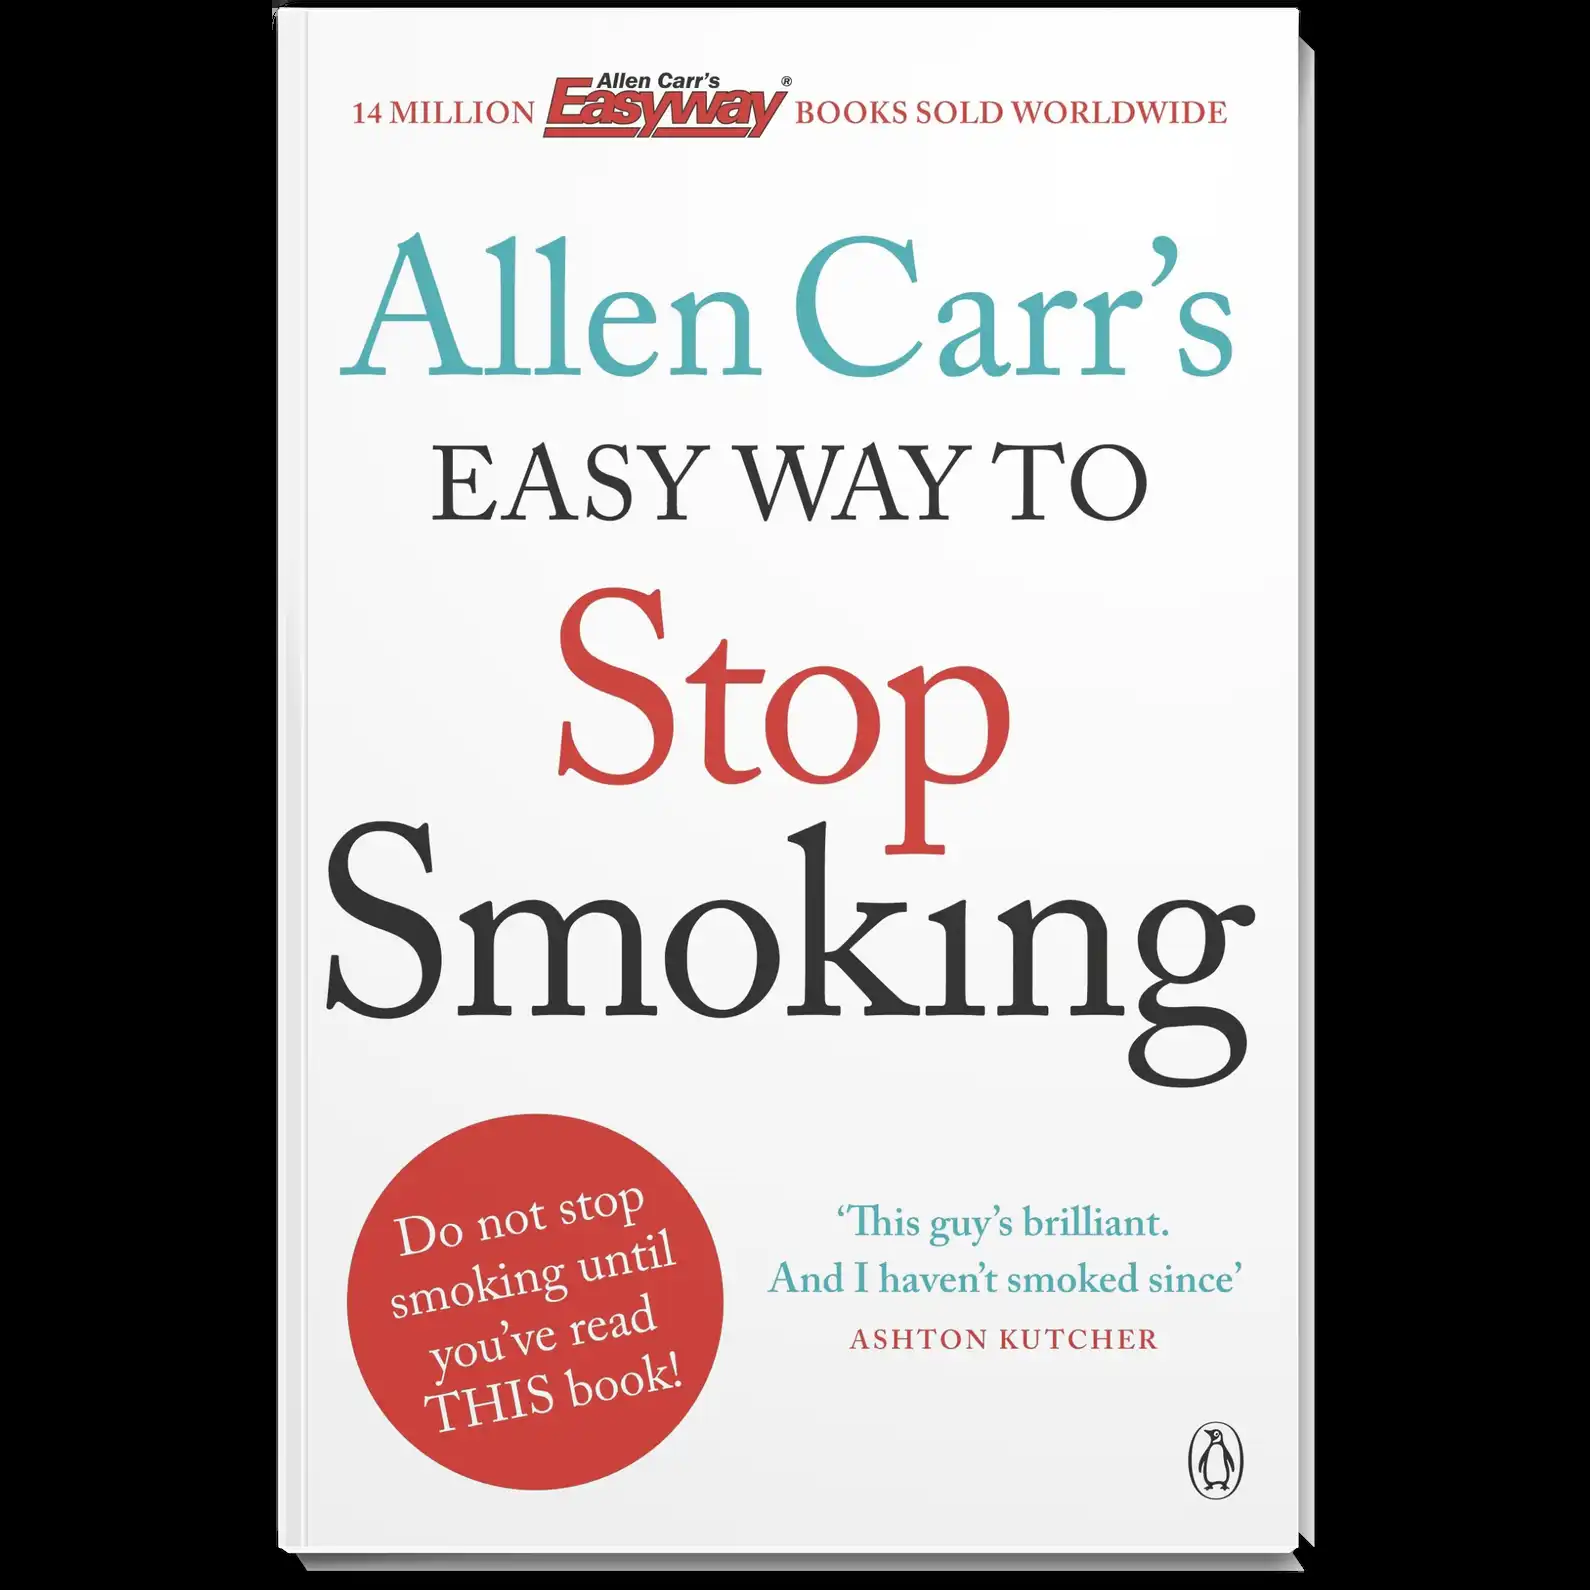 14 MILLION Allen Carr's Easyway® BOOKS SOLD WORLDWIDE
Allen Carr's
EASY WAY TO
Stop
Smoking
Do not stop
smoking until
you've read
THIS book!
'This guy's brilliant.
And I haven't smoked since'
ASHTON KUTCHER